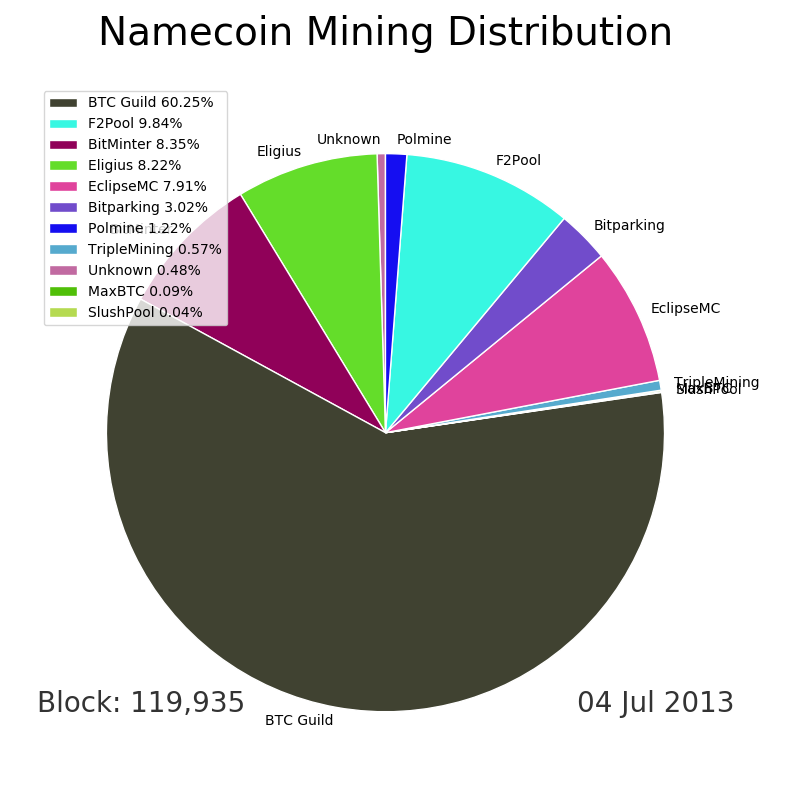 Namecoin Mining Distribution
BTC Guild 60.25%
F2Pool 9.84%
BitMinter 8.35%
Eligius 8.22%
EclipseMC 7.91%
Bitparking 3.02%
Polmine 1.22%
TripleMining 0.57%
Unknown 0.48%
MaxBTC 0.09%
SlushPool 0.04%
Unknown
Polmine
Eligius
F2Pool
Bitparking
EclipseMC
TripleMining
MaxBTC
SlushPool
Block: 119,935
04 Jul 2013
BTC Guild